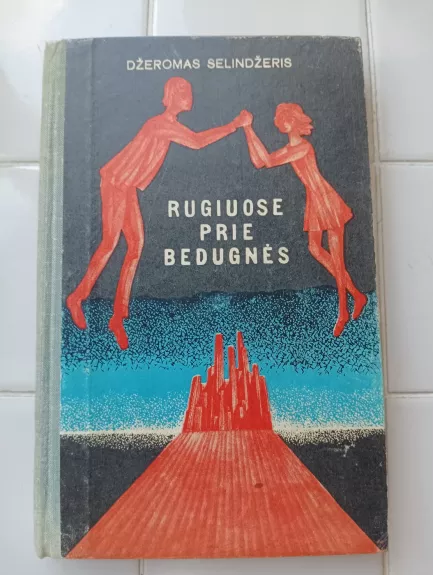 DŽEROMAS SELINDŽERIS
RUGIUOSE
PRIE
BEDUGNĖS